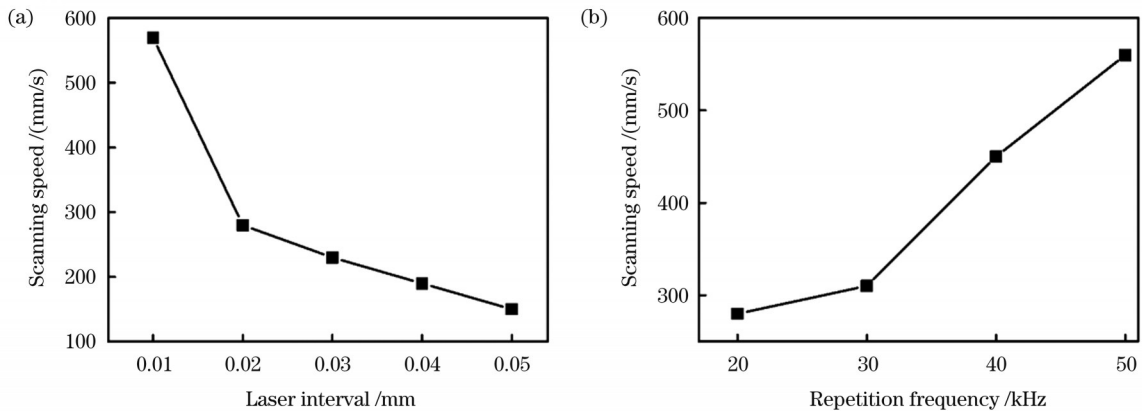 (a)
600
500
400
300
200
100
Scanning speed /(mm/s)
0.01 0.02 0.03 0.04 0.05
Laser interval /mm
(b)
600
500
400
300
Scanning speed /(mm/s)
20 30 40 50
Repetition frequency /kHz